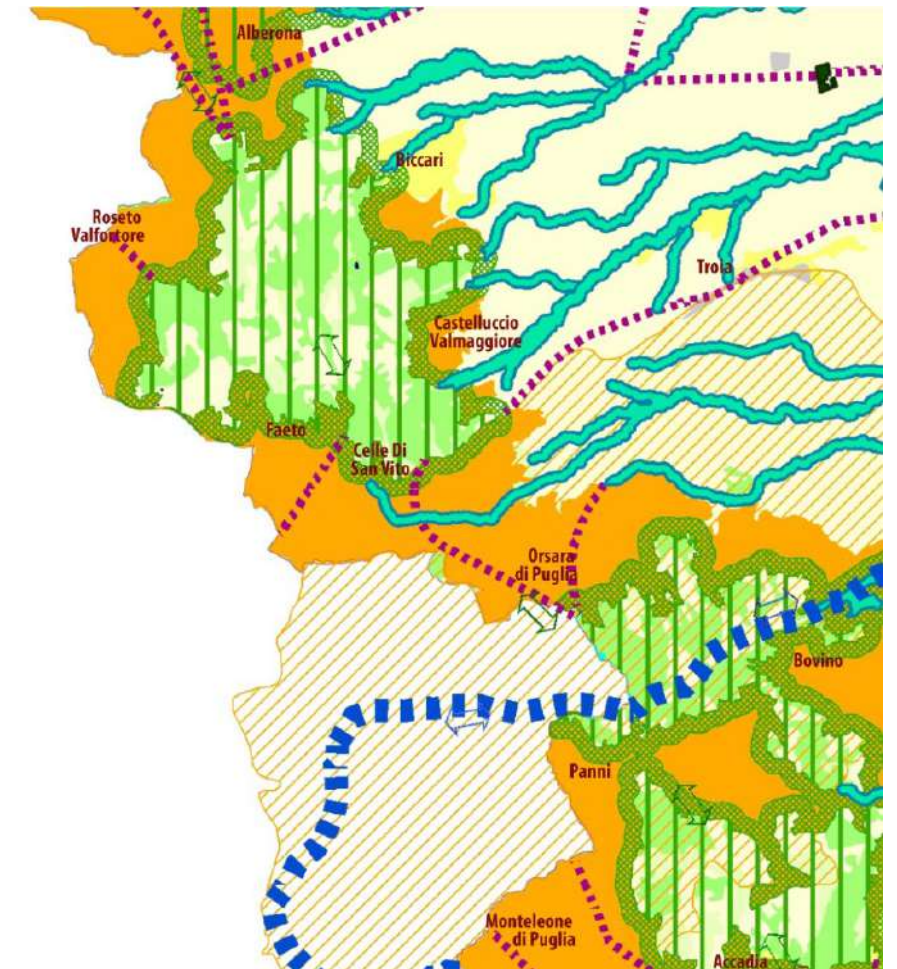 Alberona
Biccari
Roseto
Valfortore
Troia
Castelluccio
Valmaggiore
Faeto
Celle Di
San Vito
Orsara
di Puglia
Bovino
Panni
Monteleone
di Puglia
Accadia